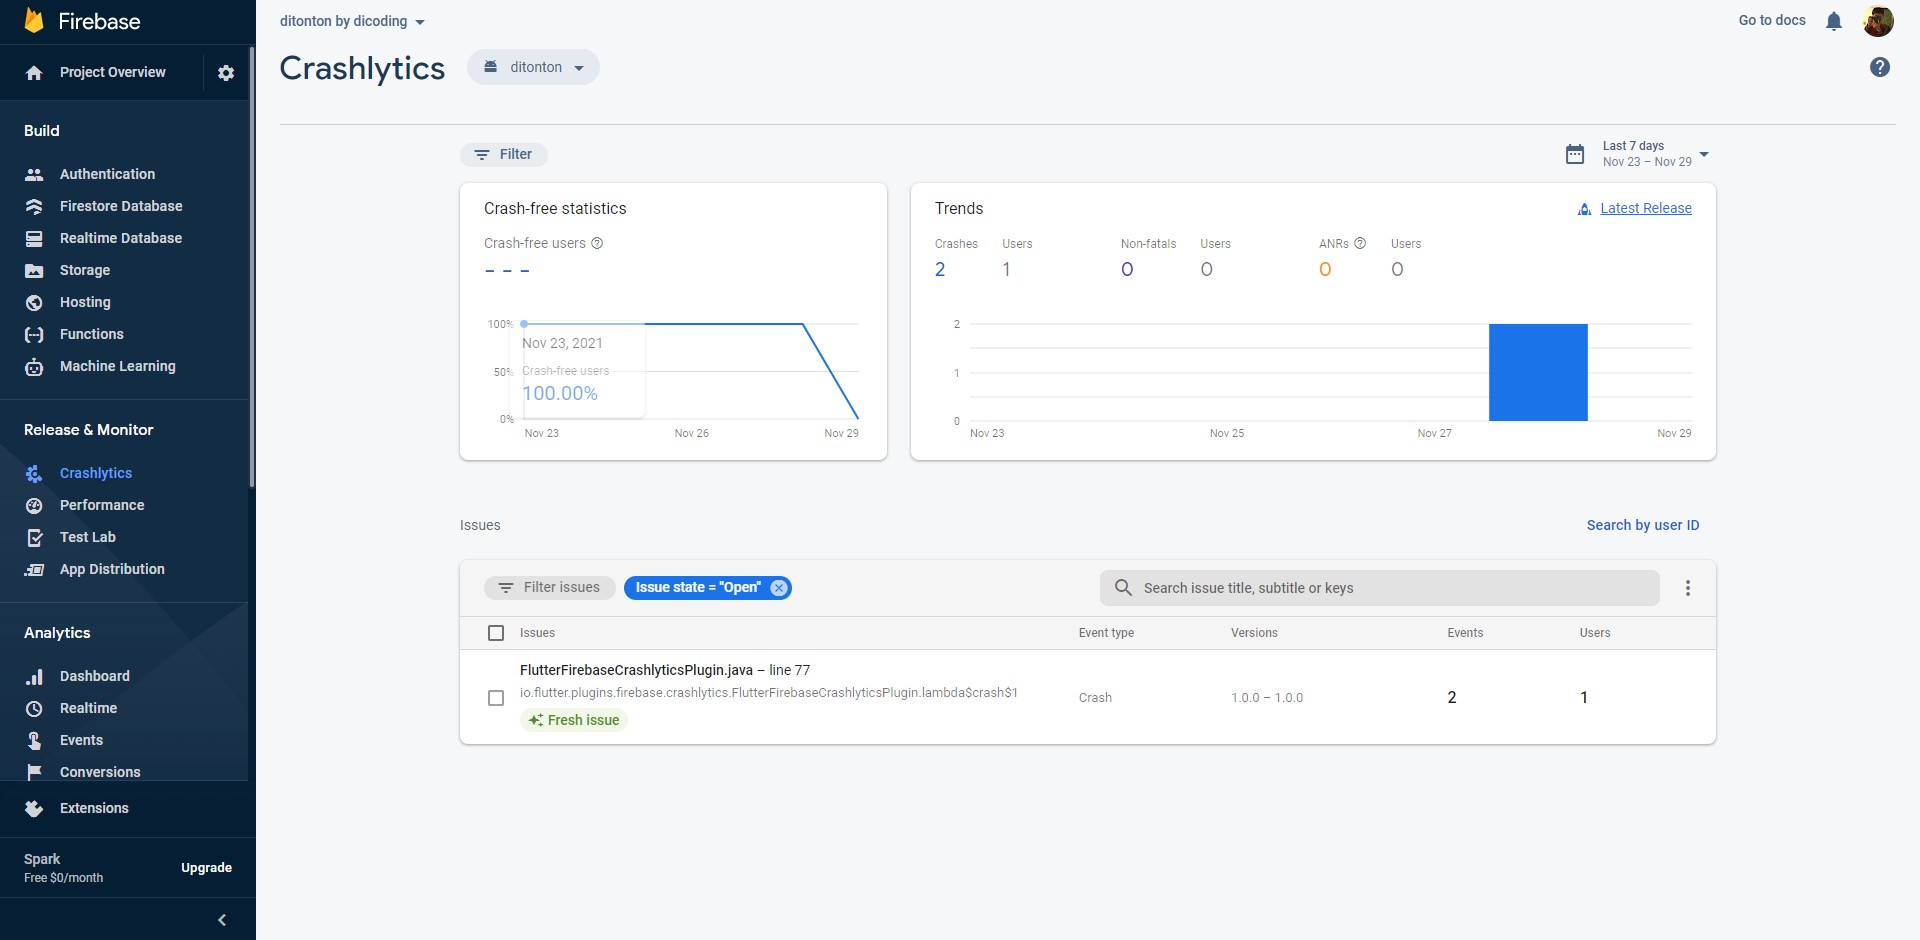 Firebase
Project Overview
Build
Authentication
Firestore Database
Realtime Database
Storage
Hosting
Functions
Machine Learning
Release & Monitor
Crashlytics
Performance
Test Lab
App Distribution
Analytics
Dashboard
Realtime
Events
Conversions
Extensions
Spark
Free $0/month
Upgrade
ditonton by dicoding
Go to docs
Crashlytics
ditonton
Filter
Last 7 days
Nov 23 – Nov 29
Crash-free statistics
Crash-free users
- - -
100%
50%
0%
Nov 23, 2021
Crash-free users
100.00%
Nov 23
Nov 26
Nov 29
Trends
Latest Release
Crashes Users Non-fatals Users ANRs Users
2 1 0 0 0 0
2
1
0
Nov 23
Nov 25
Nov 27
Nov 29
Issues
Search by user ID
Filter issues
Issue state = "Open"
Search issue title, subtitle or keys
Issues Event type Versions Events Users
FlutterFirebaseCrashlyticsPlugin.java – line 77
io.flutter.plugins.firebase.crashlytics.FlutterFirebaseCrashlyticsPlugin.lambda$crash$1
Fresh issue
Crash
1.0.0 – 1.0.0
2
1